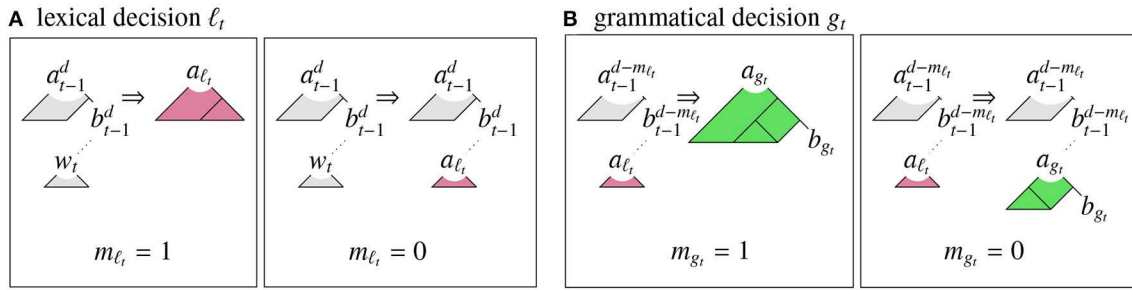 A lexical decision ℓ_t
a^d_{t−1} ⇒ a_{ℓ_t}
b^d_{t−1}
w_t
m_{ℓ_t} = 1
a^d_{t−1} ⇒ a^d_{t−1}
b^d_{t−1} b^d_{t−1}
w_t a_{ℓ_t}
m_{ℓ_t} = 0
B grammatical decision g_t
a^{d−m_{ℓ_t}}_{t−1} ⇒ a_{g_t}
b^{d−m_{ℓ_t}}_{t−1} b_{g_t}
a_{ℓ_t}
m_{g_t} = 1
a^{d−m_{ℓ_t}}_{t−1} ⇒ a^{d−m_{ℓ_t}}_{t−1}
b^{d−m_{ℓ_t}}_{t−1} b^{d−m_{ℓ_t}}_{t−1}
a_{ℓ_t} a_{g_t}
b_{g_t}
m_{g_t} = 0